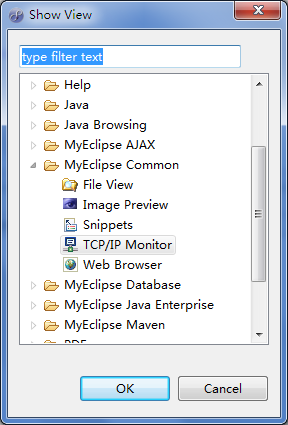 Show View
type filter text
Help
Java
Java Browsing
MyEclipse AJAX
MyEclipse Common
File View
Image Preview
Snippets
TCP/IP Monitor
Web Browser
MyEclipse Database
MyEclipse Java Enterprise
MyEclipse Maven
OK
Cancel